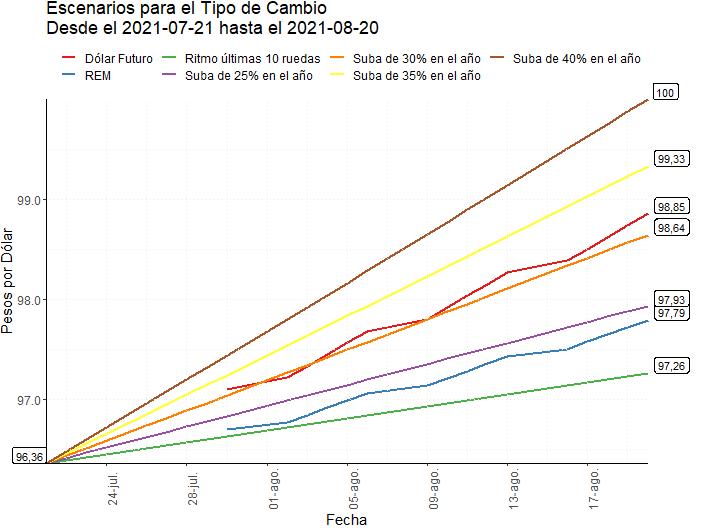 Escenarios para el Tipo de Cambio
Desde el 2021-07-21 hasta el 2021-08-20
Dólar Futuro
Ritmo últimas 10 ruedas
Suba de 30% en el año
Suba de 40% en el año
REM
Suba de 25% en el año
Suba de 35% en el año
100
99,33
99.0
98,85
98,64
Pesos por Dólar
98.0
97,93
97,79
97.0
97,26
96,36
24-jul.
28-jul.
01-ago.
05-ago.
09-ago.
13-ago.
17-ago.
Fecha